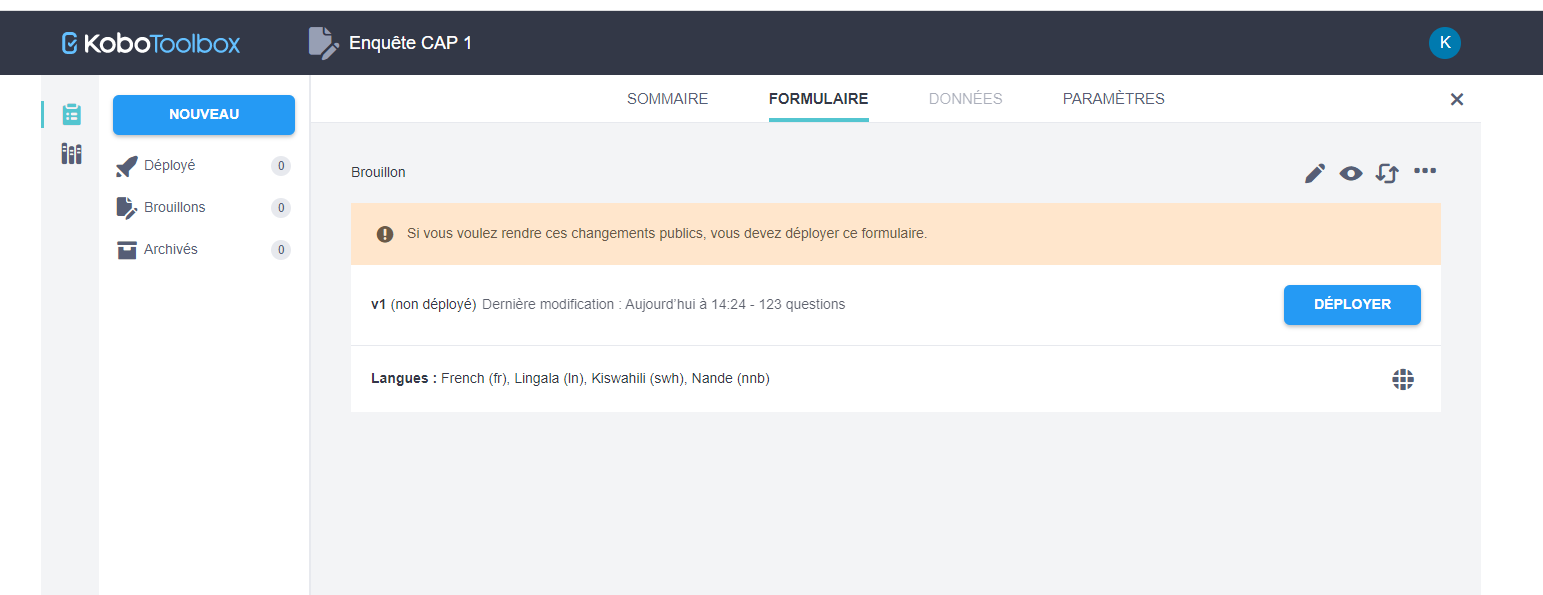 KoboToolbox
Enquête CAP 1
K
NOUVEAU
Déployé 0
Brouillons 0
Archivés 0
SOMMAIRE FORMULAIRE DONNÉES PARAMÈTRES
Brouillon
Si vous voulez rendre ces changements publics, vous devez déployer ce formulaire.
v1 (non déployé) Dernière modification : Aujourd'hui à 14:24 - 123 questions
DÉPLOYER
Langues : French (fr), Lingala (ln), Kiswahili (swh), Nande (nnb)